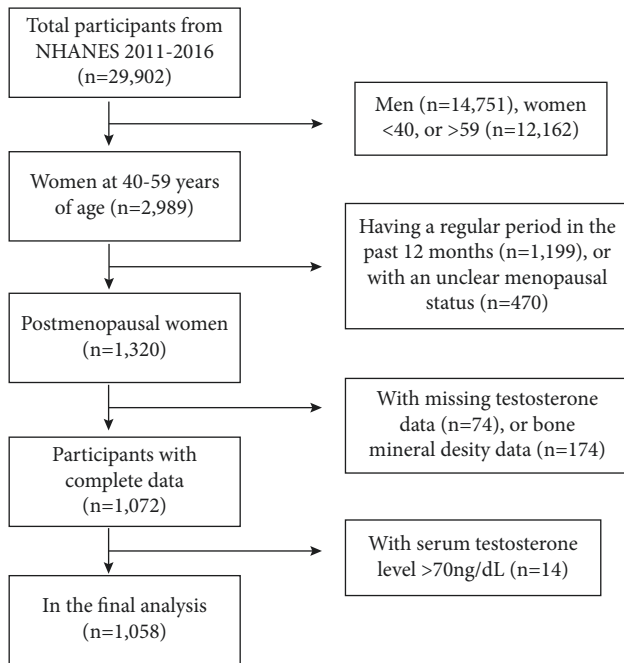 Total participants from
NHANES 2011-2016
(n=29,902)
Men (n=14,751), women
<40, or >59 (n=12,162)
Women at 40-59 years
of age (n=2,989)
Having a regular period in the
past 12 months (n=1,199), or
with an unclear menopausal
status (n=470)
Postmenopausal women
(n=1,320)
With missing testosterone
data (n=74), or bone
mineral desity data (n=174)
Participants with
complete data
(n=1,072)
With serum testosterone
level >70ng/dL (n=14)
In the final analysis
(n=1,058)